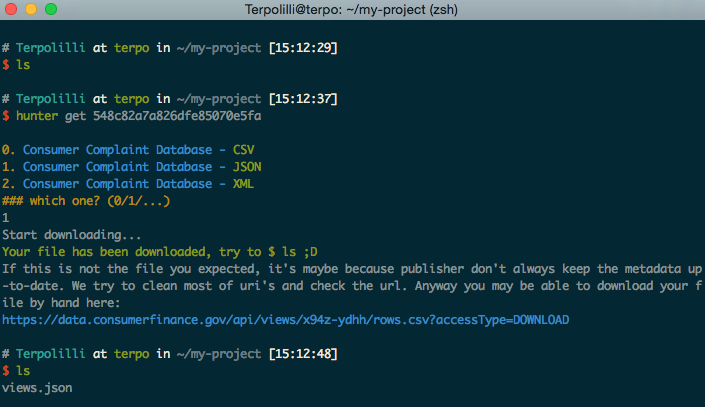 Terpolilli@terpo: ~/my-project (zsh)
# Terpolilli at terpo in ~/my-project [15:12:29]
$ ls
# Terpolilli at terpo in ~/my-project [15:12:37]
$ hunter get 548c82a7a826dfe85070e5fa
0. Consumer Complaint Database - CSV
1. Consumer Complaint Database - JSON
2. Consumer Complaint Database - XML
### which one? (0/1/...)
1
Start downloading...
Your file has been downloaded, try to $ ls ;D
If this is not the file you expected, it's maybe because publisher don't always keep the metadata up
-to-date. We try to clean most of uri's and check the url. Anyway you may be able to download your f
ile by hand here:
https://data.consumerfinance.gov/api/views/x94z-ydhh/rows.csv?accessType=DOWNLOAD
# Terpolilli at terpo in ~/my-project [15:12:48]
$ ls
views.json